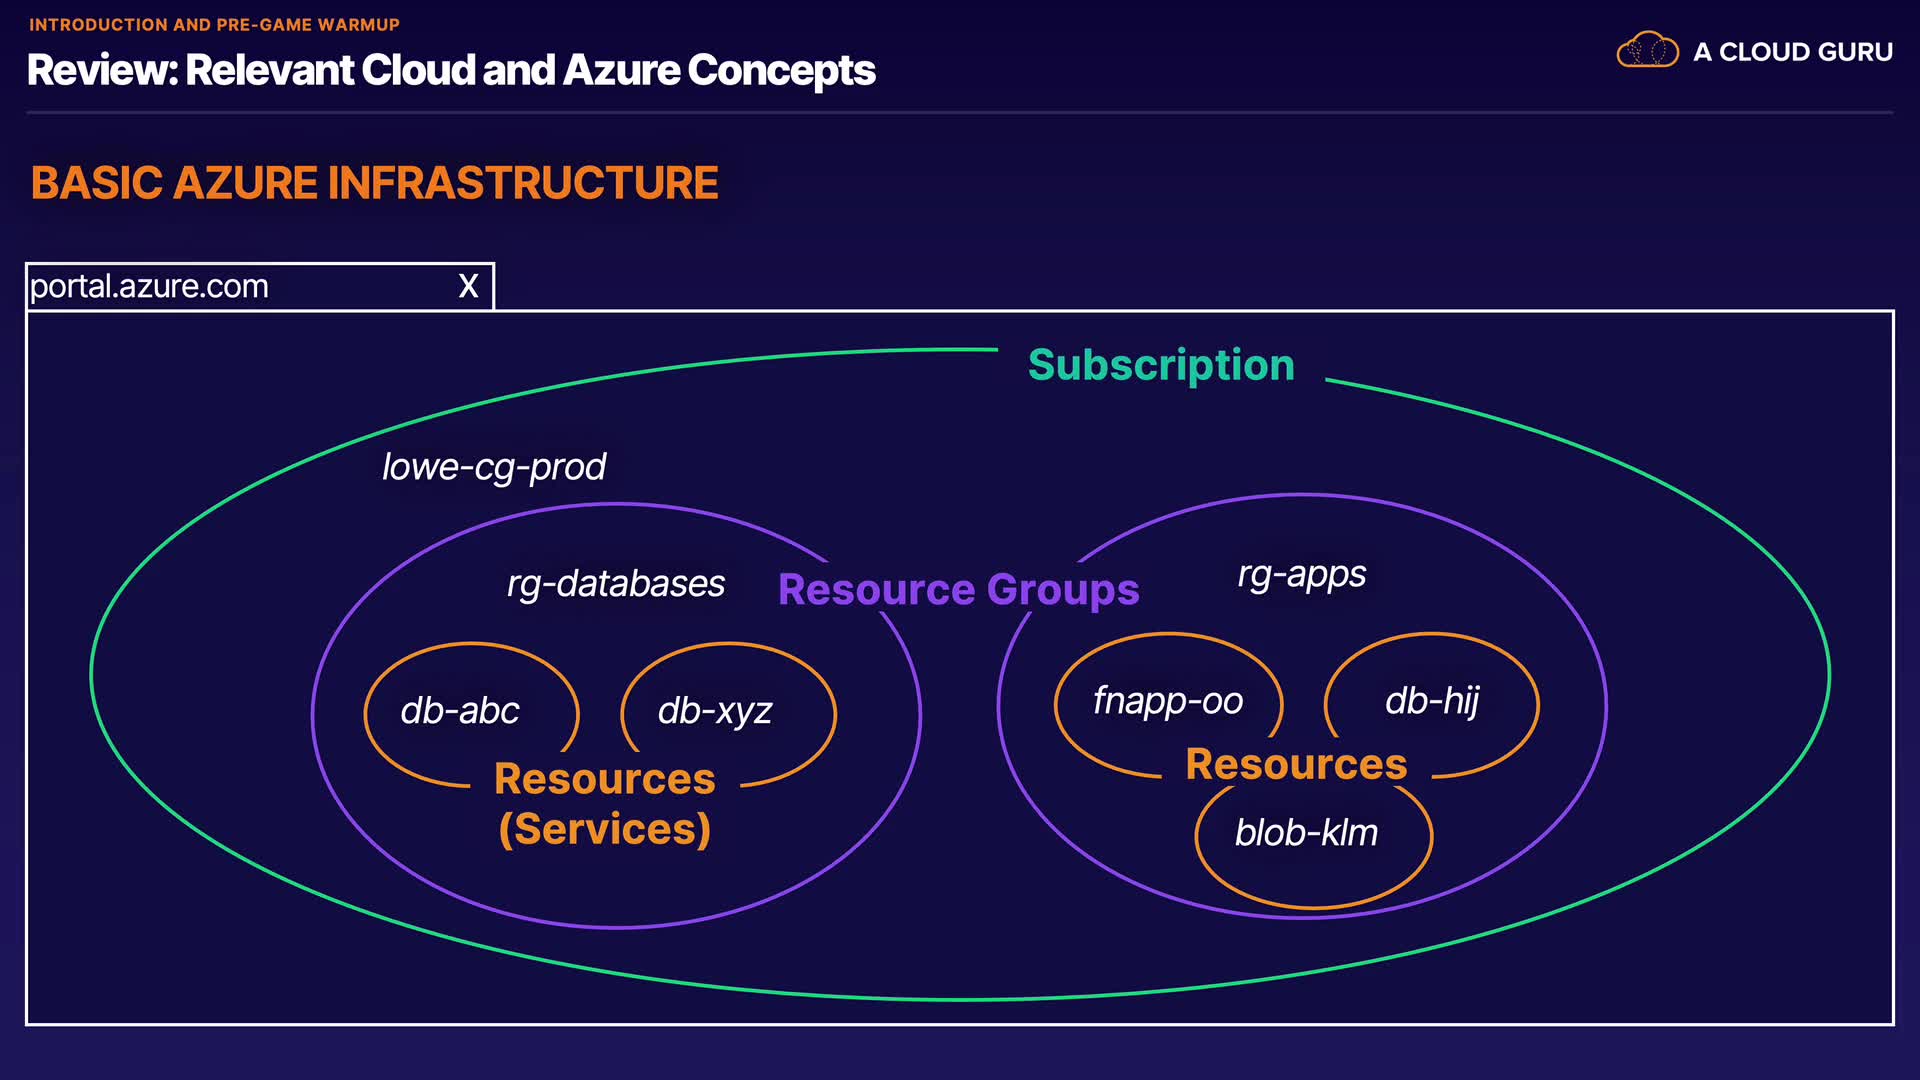 INTRODUCTION AND PRE-GAME WARMUP
Review: Relevant Cloud and Azure Concepts
A CLOUD GURU
BASIC AZURE INFRASTRUCTURE
portal.azure.com X
Subscription
lowe-cg-prod
rg-databases
Resource Groups
rg-apps
db-abc
db-xyz
Resources
(Services)
fnapp-oo
db-hij
Resources
blob-klm